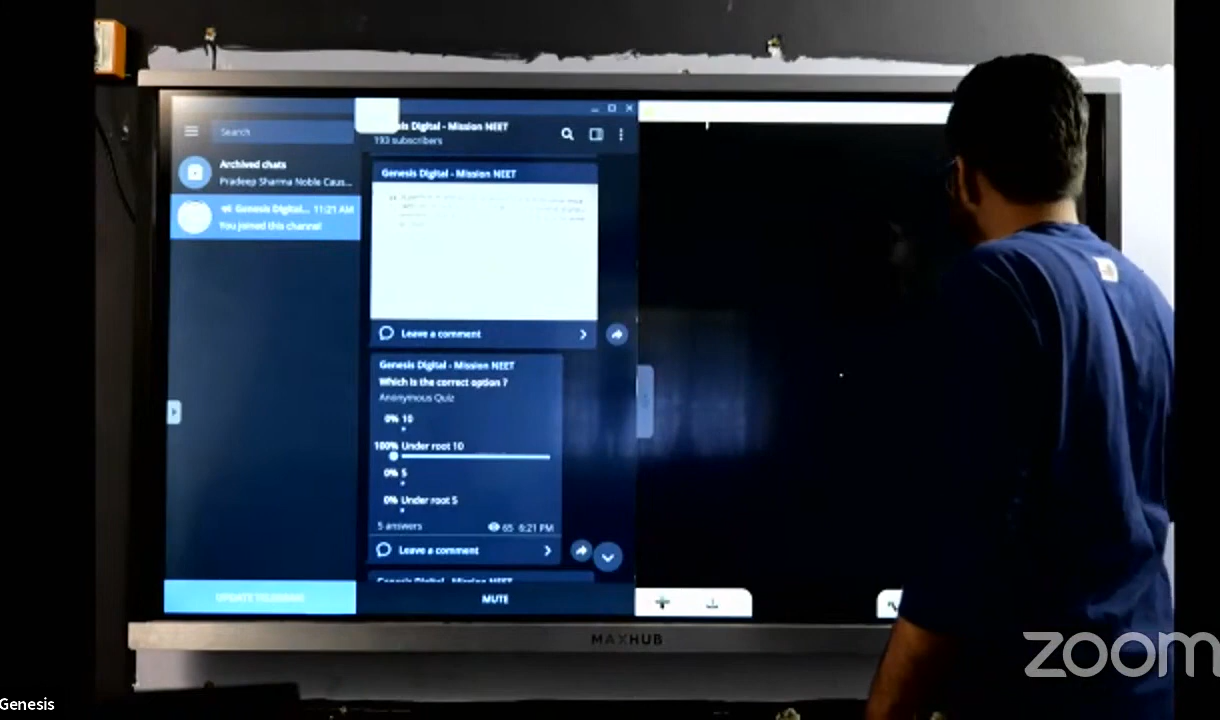 Search
Archived chats
Pradeep Sharma Noble Caus...
Genesis Digital... 11:21 AM
You joined this channel
Digital - Mission NEET
193 subscribers
Genesis Digital - Mission NEET
Leave a comment
Genesis Digital - Mission NEET
Which is the correct option ?
Anonymous Quiz
0% 10
100% Under root 10
0% 5
0% Under root 5
5 answers 65 6:21 PM
Leave a comment
Genesis Digital - Mission NEET
MUTE
MAXHUB
zoom
Genesis